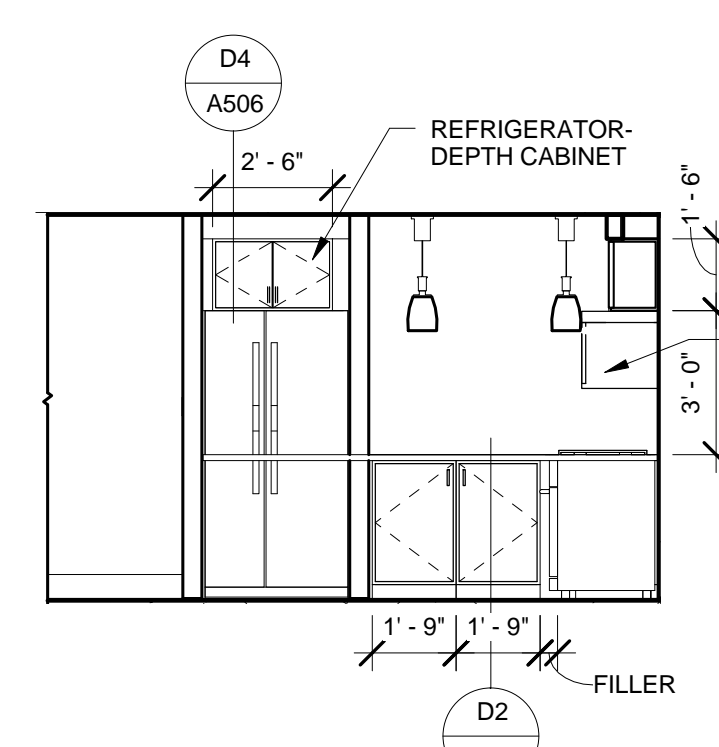 D4
A506
REFRIGERATOR-
DEPTH CABINET
2' - 6"
1' - 6"
3' - 0"
1' - 9"
1' - 9"
FILLER
D2